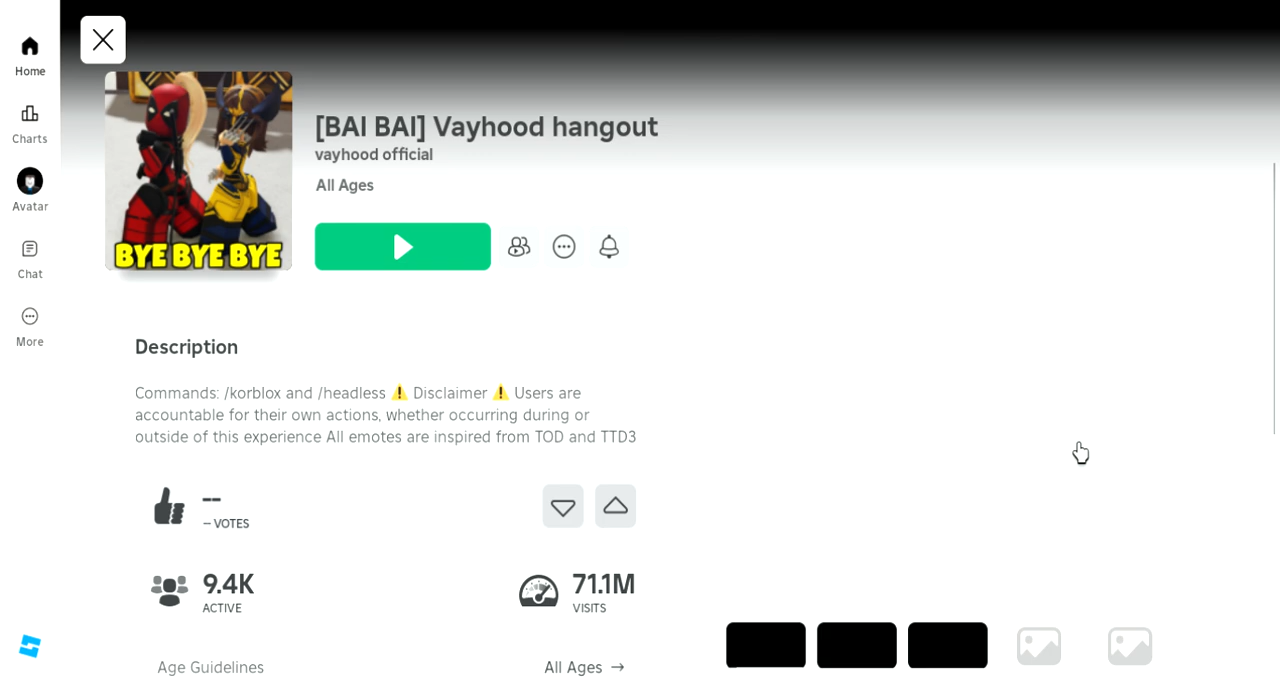 Home
Charts
Avatar
Chat
More
BYE BYE BYE
[BAI BAI] Vayhood hangout
vayhood official
All Ages
Description
Commands: /korblox and /headless ⚠️ Disclaimer ⚠️ Users are
accountable for their own actions, whether occurring during or
outside of this experience All emotes are inspired from TOD and TTD3
--
-- VOTES
9.4K
ACTIVE
71.1M
VISITS
Age Guidelines
All Ages →